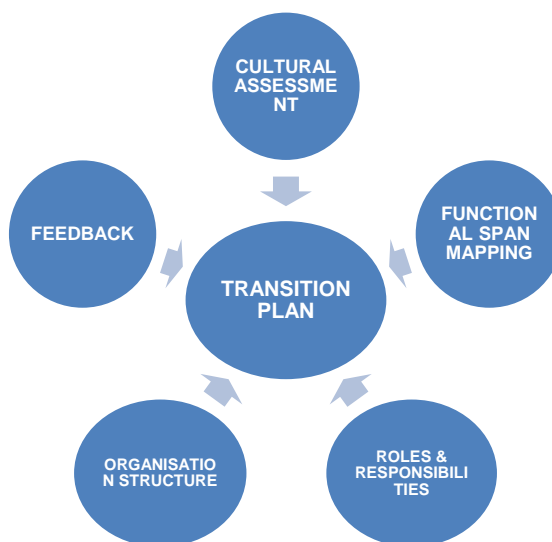 CULTURAL
ASSESSME
NT
FUNCTION
AL SPAN
MAPPING
FEEDBACK
TRANSITION
PLAN
ORGANISATIO
N STRUCTURE
ROLES &
RESPONSIBILI
TIES